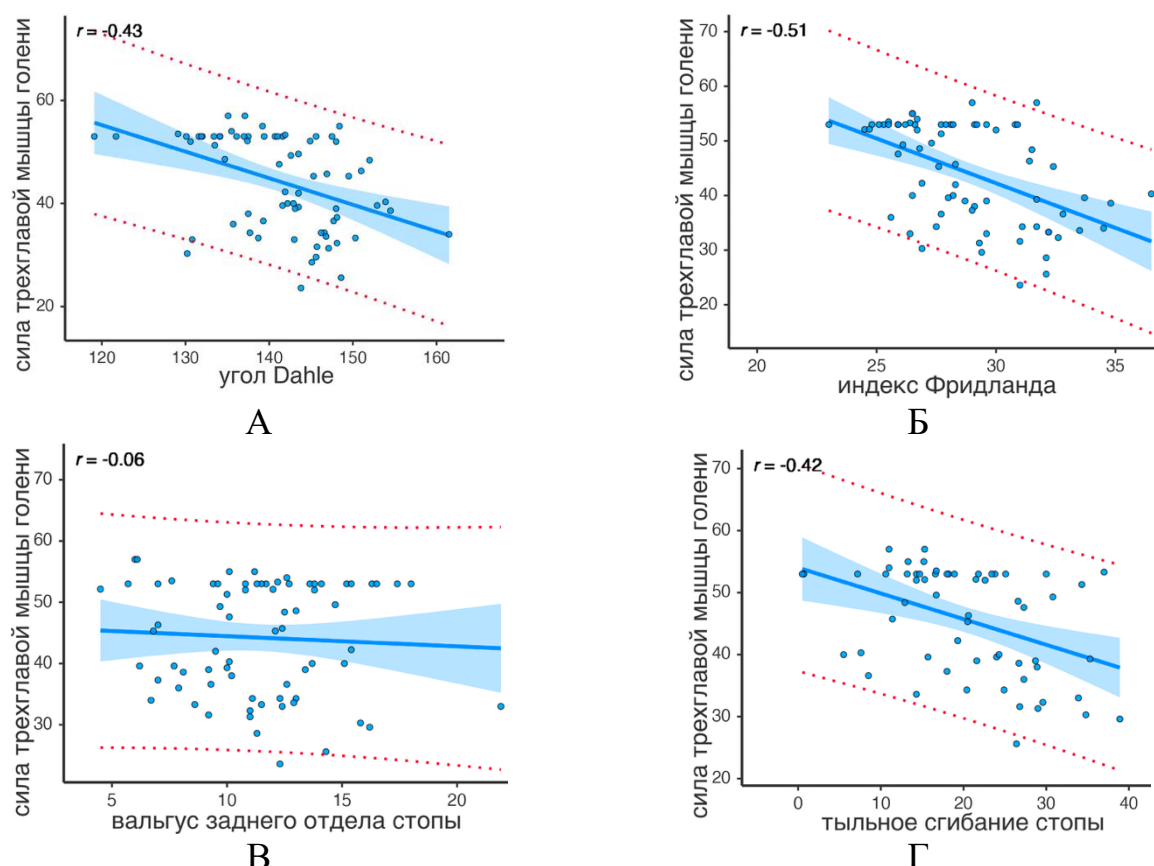 r = -0.43
сила трехглавой мышцы голени
60
40
20
120 130 140 150 160
угол Dahle
А
r = -0.51
сила трехглавой мышцы голени
70
60
50
40
30
20
20 25 30 35
индекс Фридланда
Б
r = -0.06
сила трехглавой мышцы голени
70
60
50
40
30
5 10 15 20
вальгус заднего отдела стопы
В
r = -0.42
сила трехглавой мышцы голени
70
60
50
40
30
20
0 10 20 30 40
тыльное сгибание стопы
Г